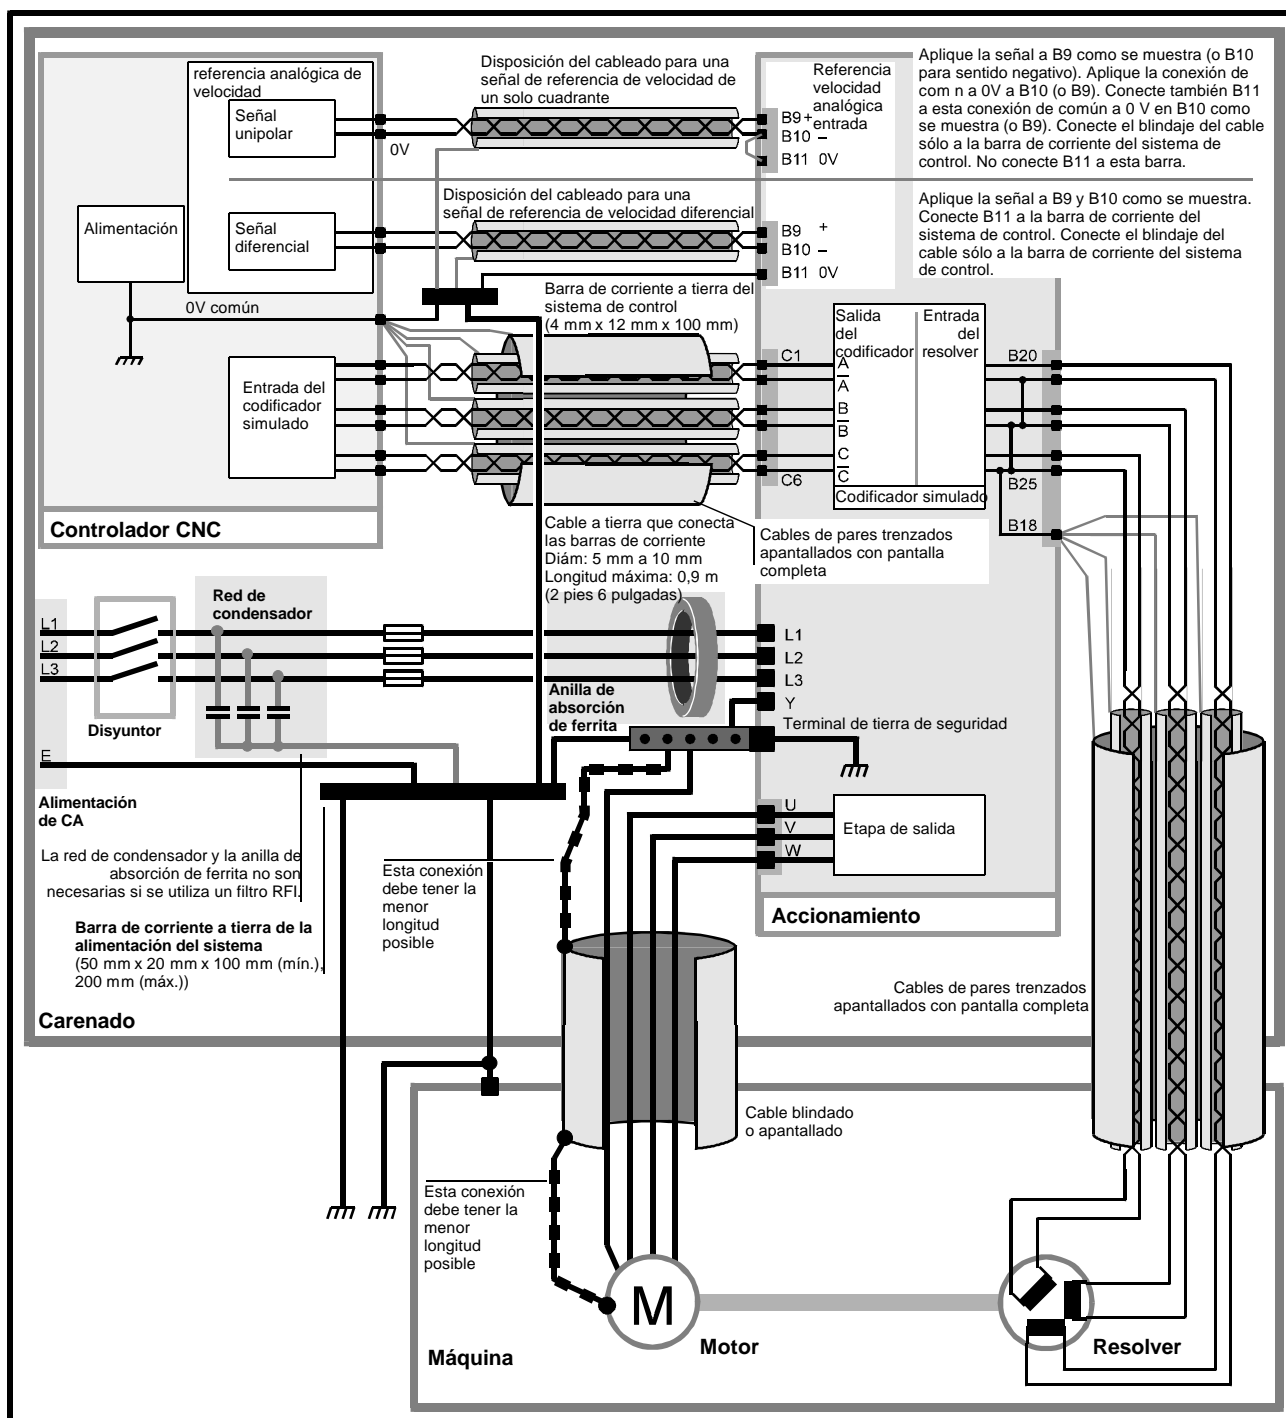 referencia analógica de
velocidad
Señal
unipolar
0V
Alimentación
Señal
diferencial
0V común
Entrada del
codificador
simulado
Controlador CNC
Disposición del cableado para una
señal de referencia de velocidad de
un solo cuadrante
Disposición del cableado para una
señal de referencia de velocidad diferencial
Barra de corriente a tierra del
sistema de control
(4 mm x 12 mm x 100 mm)
Referencia
velocidad
analógica
entrada
B9 +
B10 –
B11 0V
B9 +
B10 –
B11 0V
Aplique la señal a B9 como se muestra (o B10
para sentido negativo). Aplique la conexión de
com n a 0V a B10 (o B9). Conecte también B11
a esta conexión de común a 0 V en B10 como
se muestra (o B9). Conecte el blindaje del cable
sólo a la barra de corriente del sistema de
control. No conecte B11 a esta barra.
Aplique la señal a B9 y B10 como se muestra.
Conecte B11 a la barra de corriente del
sistema de control. Conecte el blindaje del
cable sólo a la barra de corriente del sistema
de control.
Salida
del
codificador
Entrada
del
resolver
C1
A
A
B
B
C
C
C6
B20
B25
B18
Codificador simulado
Cable a tierra que conecta
las barras de corriente
Diám: 5 mm a 10 mm
Longitud máxima: 0,9 m
(2 pies 6 pulgadas)
Cables de pares trenzados
apantallados con pantalla
completa
Red de
condensador
L1
L2
L3
E
Disyuntor
Alimentación
de CA
Anilla de
absorción
de ferrita
L1
L2
L3
Y
Terminal de tierra de seguridad
U
V
W
Etapa de salida
Accionamiento
La red de condensador y la anilla de
absorción de ferrita no son
necesarias si se utiliza un filtro RFI.
Esta conexión
debe tener la
menor
longitud
posible
Barra de corriente a tierra de la
alimentación del sistema
(50 mm x 20 mm x 100 mm (mín.),
200 mm (máx.))
Carenado
Cables de pares trenzados
apantallados con pantalla completa
Cable blindado
o apantallado
Esta conexión
debe tener la
menor
longitud
posible
M
Motor
Máquina
Resolver